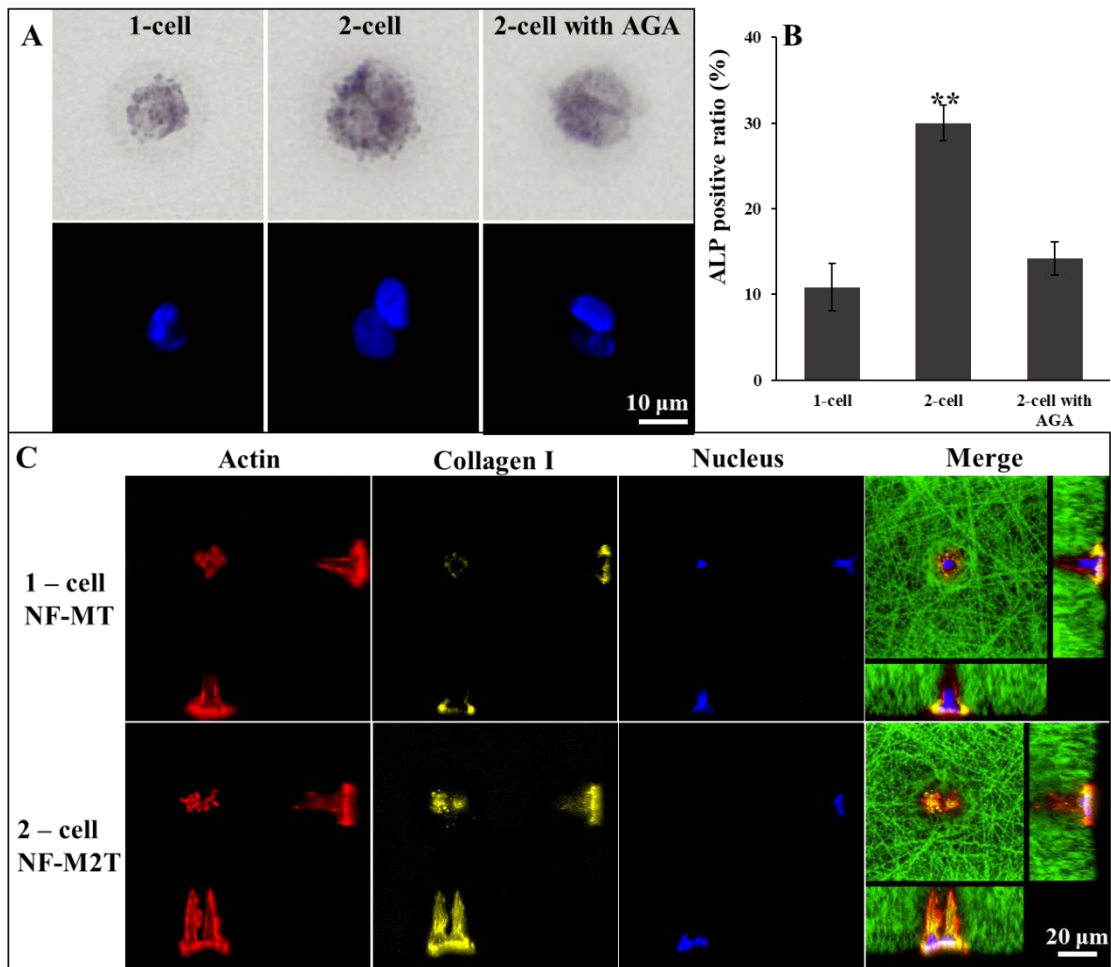 A
1-cell
2-cell
2-cell with AGA
10 µm
B
ALP positive ratio (%)
40
30
20
10
0
**
1-cell
2-cell
2-cell with
AGA
C
Actin
Collagen I
Nucleus
Merge
1 – cell
NF-MT
2 – cell
NF-M2T
20 µm